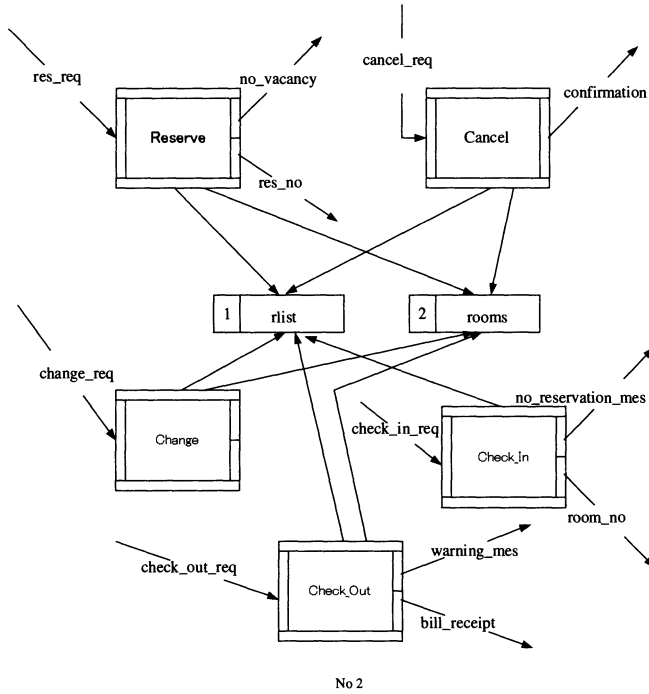 res_req
no_vacancy
Reserve
res_no
cancel_req
confirmation
Cancel
1 rlist
2 rooms
change_req
Change
no_reservation_mes
check_in_req
Check_In
room_no
check_out_req
warning_mes
Check_Out
bill_receipt
No 2